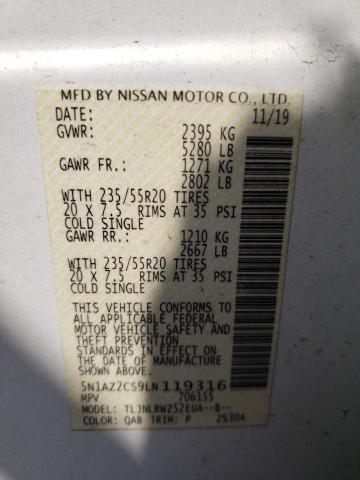 MFD BY NISSAN MOTOR CO., LTD.
DATE: 11/19
GVWR: 2395 KG
5280 LB
GAWR FR: 1271 KG
2802 LB
WITH 235/55R20 TIRES
20 X 7.5 RIMS AT 35 PSI
COLD SINGLE
GAWR RR: 1210 KG
2667 LB
WITH 235/55R20 TIRES
20 X 7.5 RIMS AT 35 PSI
COLD SINGLE
THIS VEHICLE CONFORMS TO
ALL APPLICABLE FEDERAL
MOTOR VEHICLE SAFETY
AND THEFT PREVENTION
STANDARDS IN EFFECT ON
THE DATE OF MANUFACTURE
SHOWN ABOVE.
5N1AZ2CS9LN119316
MPV 706155
MODEL: TLJNLRWZ52EUA--B--
COLOR: QAB TRIM: P 2S30A